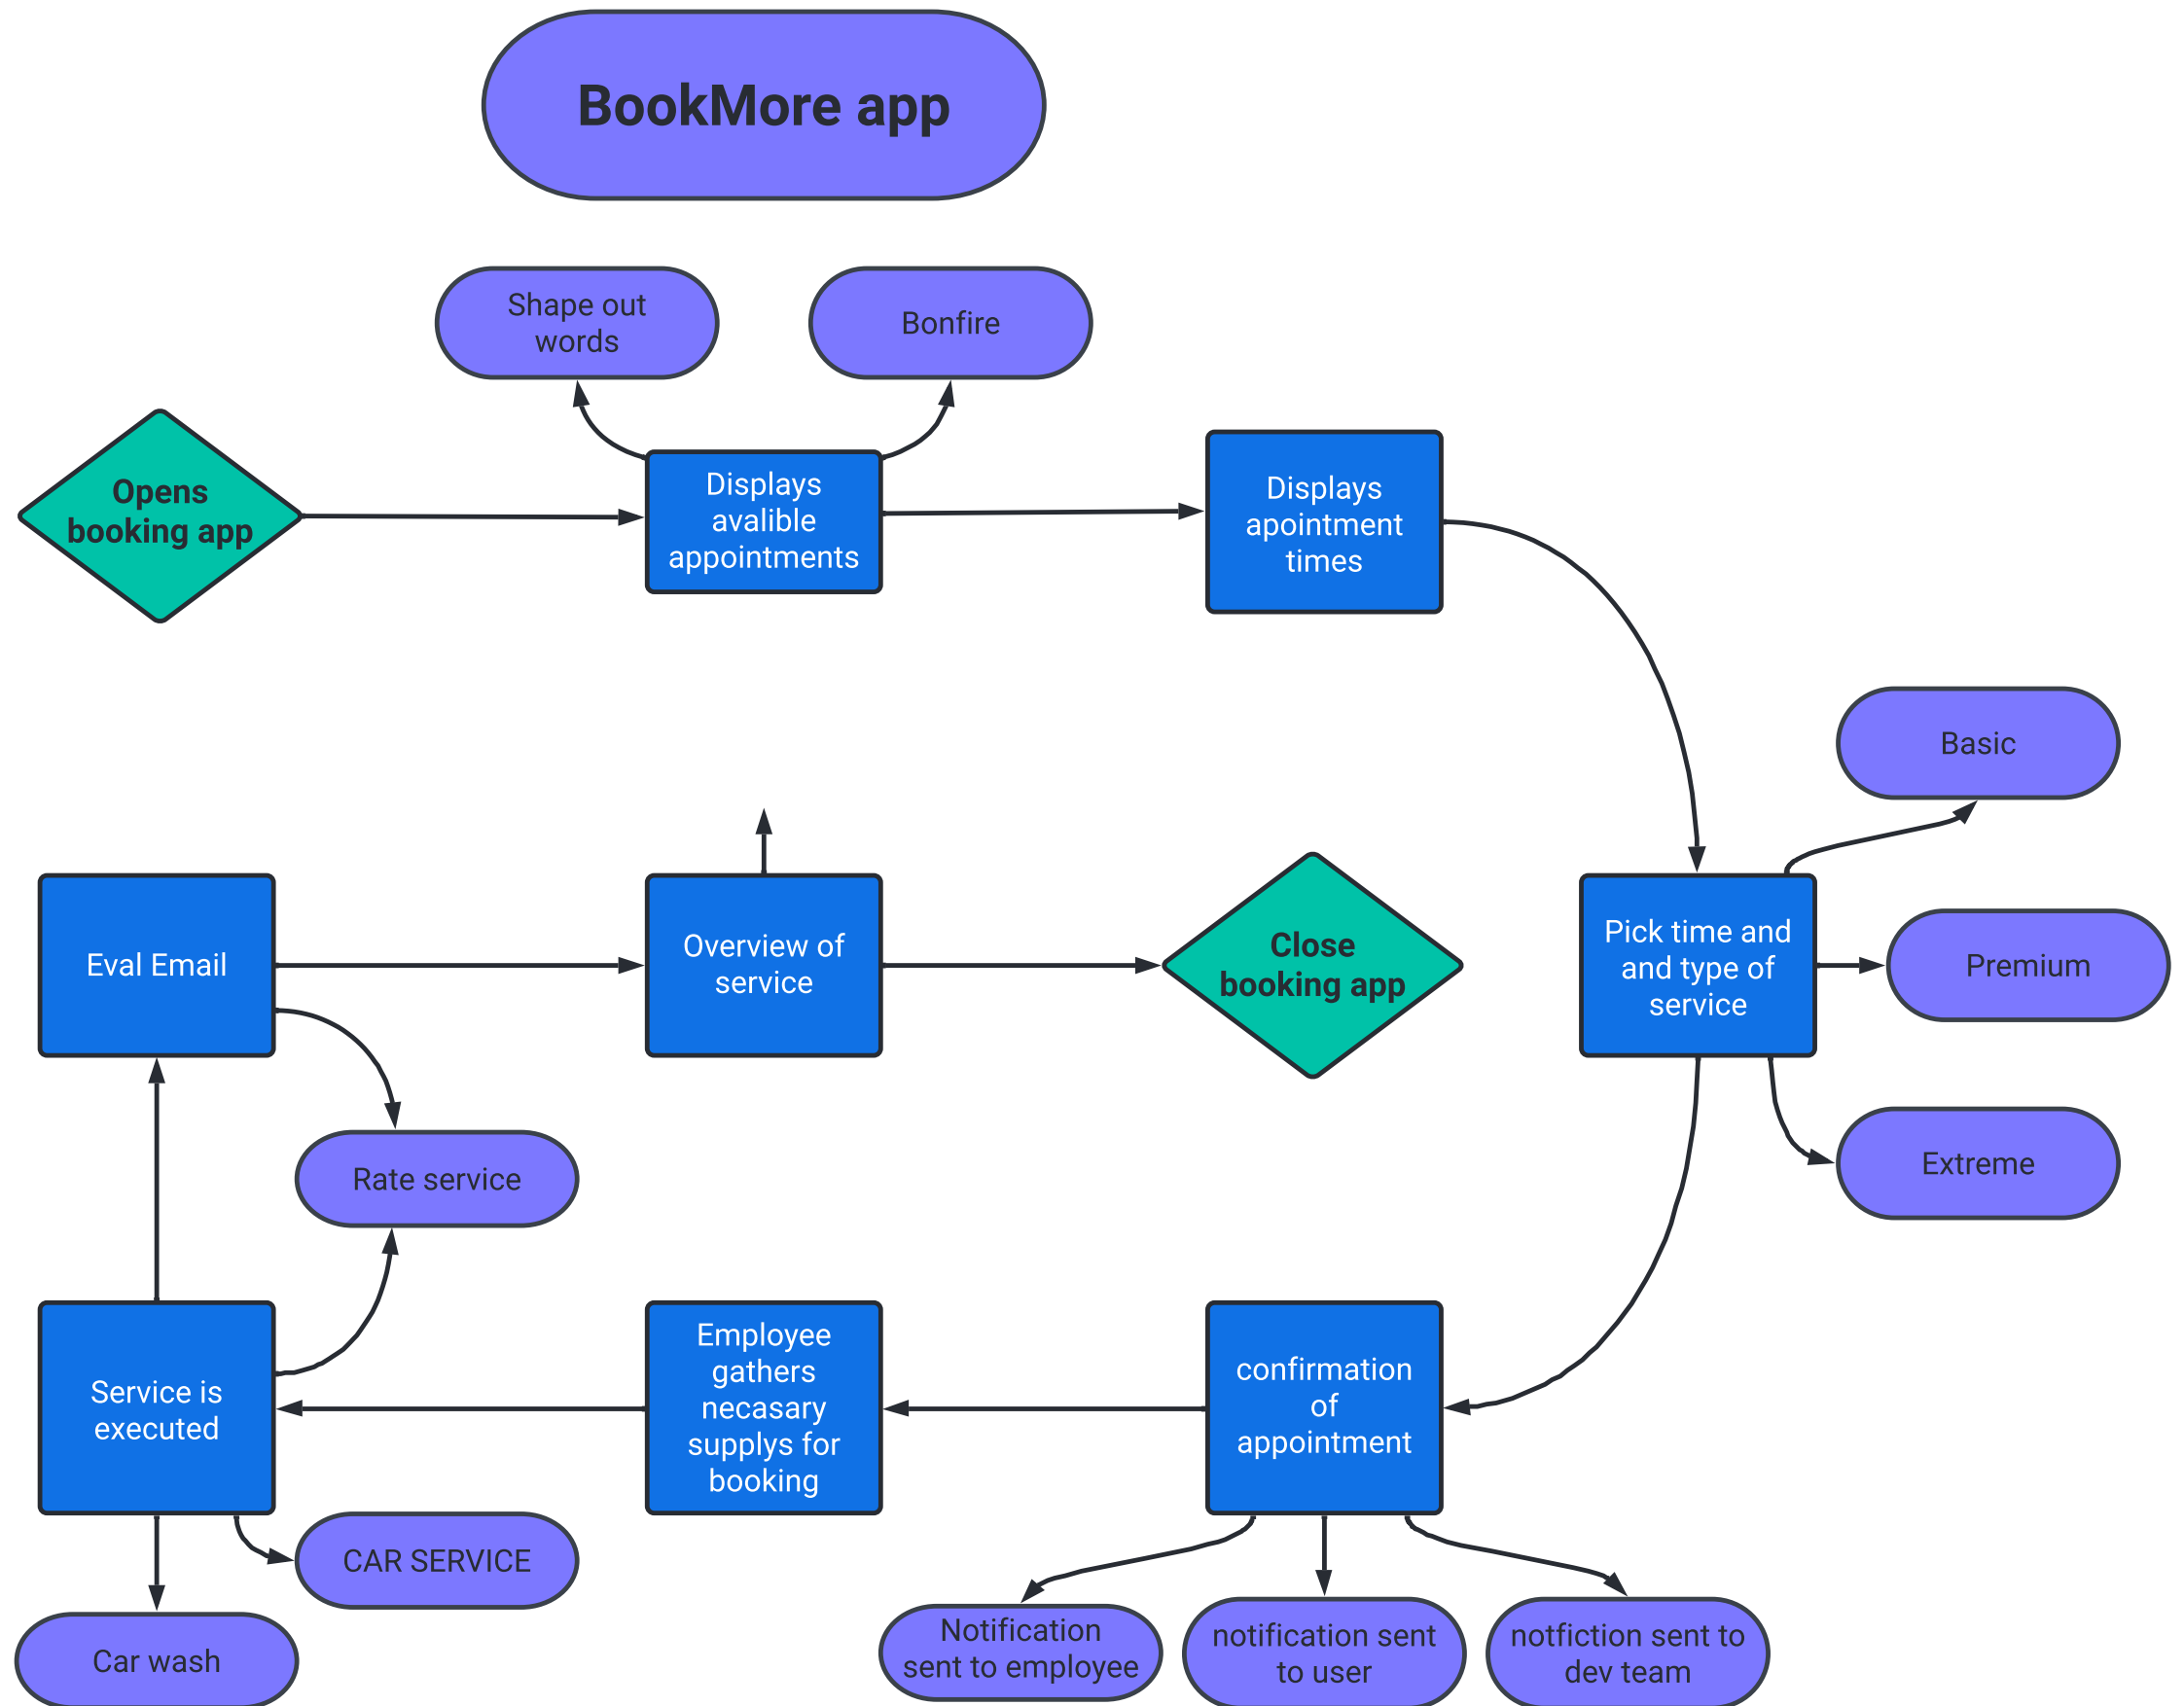 BookMore app
Shape out
words
Bonfire
Opens
booking app
Displays
avalible
appointments
Displays
apointment
times
Basic
Pick time and
and type of
service
Premium
Extreme
Eval Email
Overview of
service
Close
booking app
Rate service
Service is
executed
Employee
gathers
necasary
supplys for
booking
confirmation
of
appointment
CAR SERVICE
Car wash
Notification
sent to employee
notification sent
to user
notfiction sent to
dev team